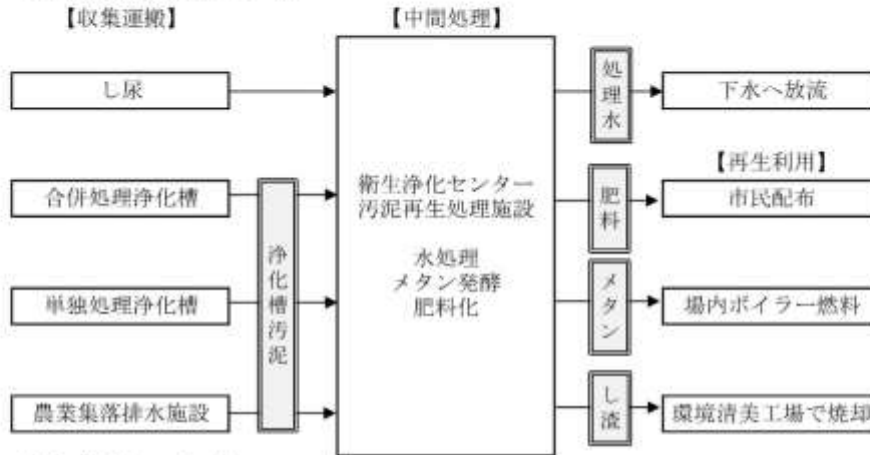 【収集運搬】
【中間処理】
し尿
処理水
下水へ放流
【再生利用】
合併処理浄化槽
浄化槽汚泥
衛生浄化センター
汚泥再生処理施設
水処理
メタン発酵
肥料化
肥料
市民配布
単独処理浄化槽
メタン
場内ボイラー燃料
農業集落排水施設
し渣
環境清美工場で焼却